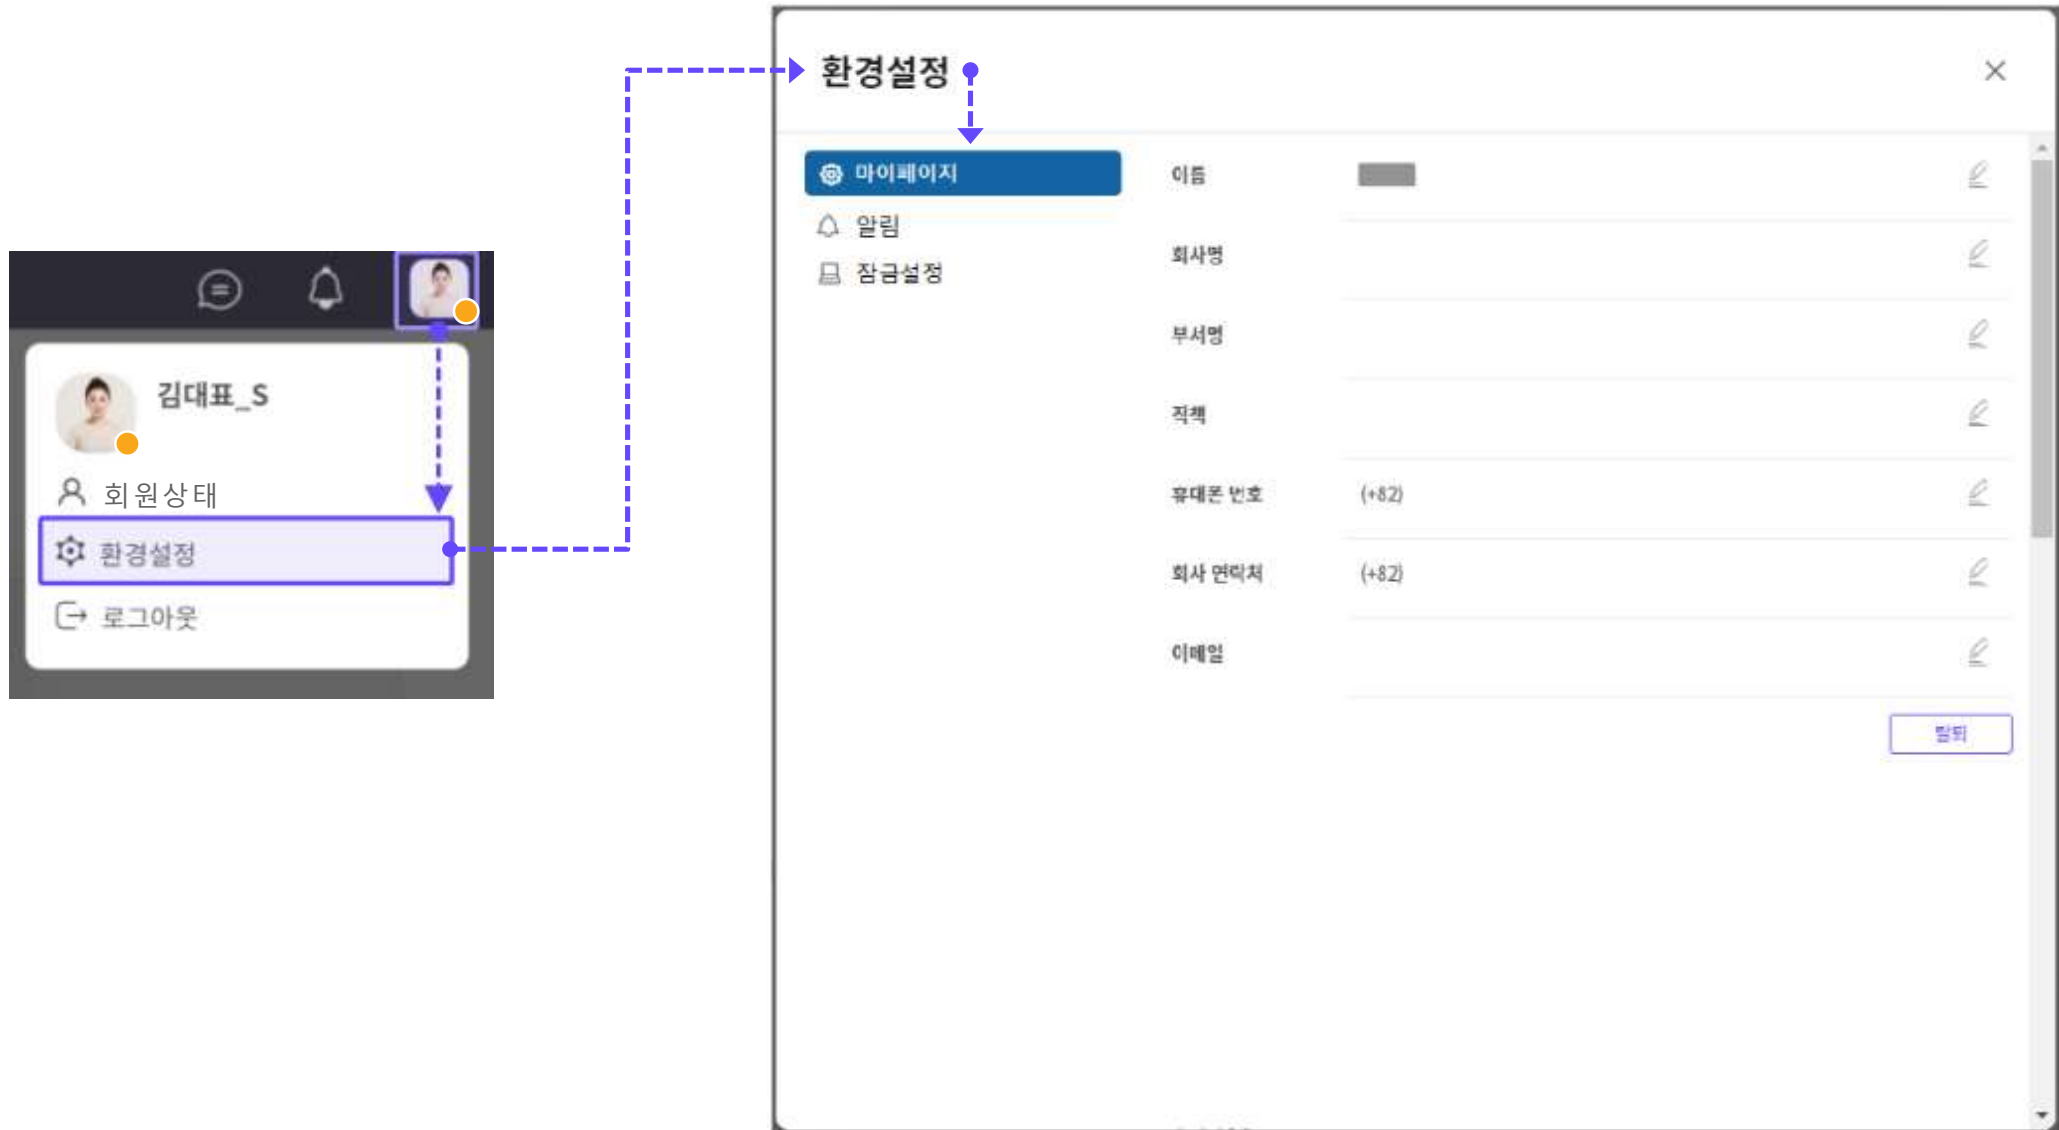 김대표_S
회원상태
환경설정
로그아웃
환경설정
마이페이지
알림
잠금설정
이름
회사명
부서명
직책
휴대폰 번호 (+82)
회사 연락처 (+82)
이메일
탈퇴